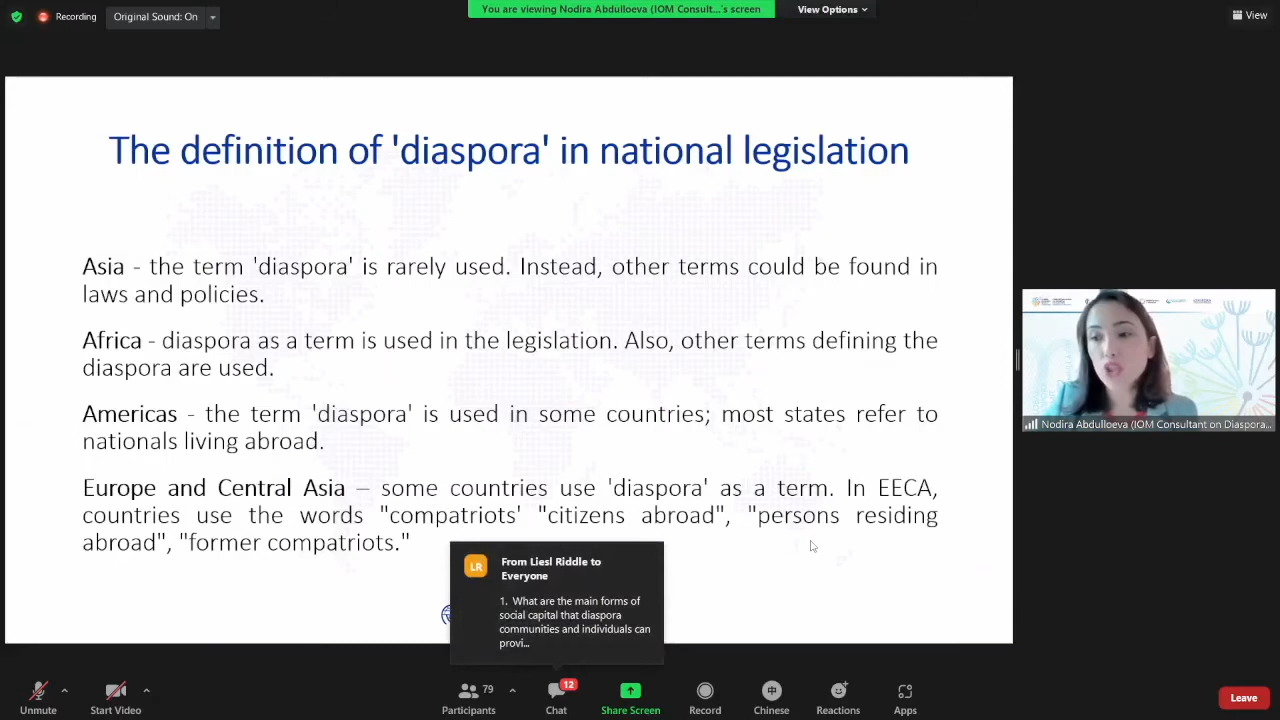 Recording
Original Sound: On
You are viewing Nodira Abdulloeva (IOM Consult...'s screen
View Options
View
The definition of 'diaspora' in national legislation
Asia - the term 'diaspora' is rarely used. Instead, other terms could be found in
laws and policies.
Africa - diaspora as a term is used in the legislation. Also, other terms defining the
diaspora are used.
Americas - the term 'diaspora' is used in some countries; most states refer to
nationals living abroad.
Europe and Central Asia – some countries use 'diaspora' as a term. In EECA,
countries use the words "compatriots' "citizens abroad", "persons residing
abroad", "former compatriots."
LR
From Liesl Riddle to
Everyone
1. What are the main forms of
social capital that diaspora
communities and individuals can
provi...
Nodira Abdulloeva (IOM Consultant on Diaspora...
Unmute
Start Video
79
Participants
12
Chat
Share Screen
Record
Chinese
Reactions
Apps
Leave